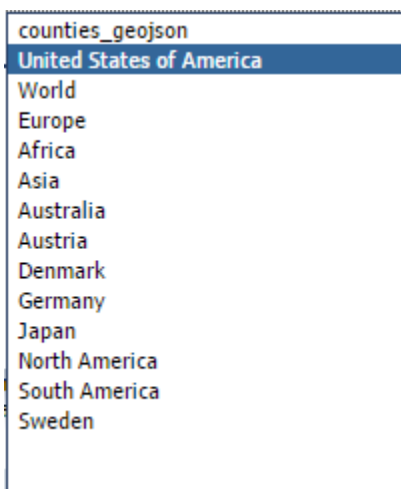 counties_geojson
United States of America
World
Europe
Africa
Asia
Australia
Austria
Denmark
Germany
Japan
North America
South America
Sweden